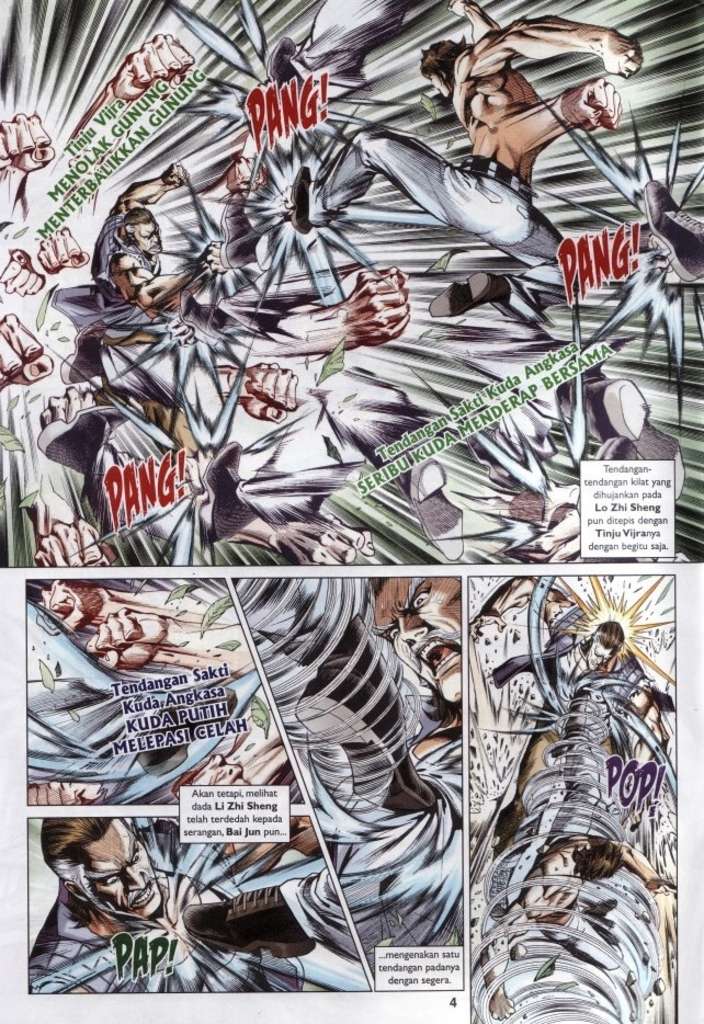 Tinju Vijra
MENOLAK GUNUNG
MENTERBALIKKAN GUNUNG
PANG!
PANG!
Tendangan Sakti Kuda Angkasa
SERIBU KUDA MENDERAP BERSAMA
PANG!
Tendangan-
tendangan kilat yang
dihujankan pada
Lo Zhi Sheng
pun ditepis dengan
Tinju Vijranya
dengan begitu saja.
Tendangan Sakti
Kuda Angkasa
KUDA PUTIH
MELEPASI CELAH
Akan tetapi, melihat
dada Li Zhi Sheng
telah terdedah kepada
serangan, Bai Jun pun...
PAP!
...mengenakan satu
tendangan padanya
dengan segera.
POP!
4